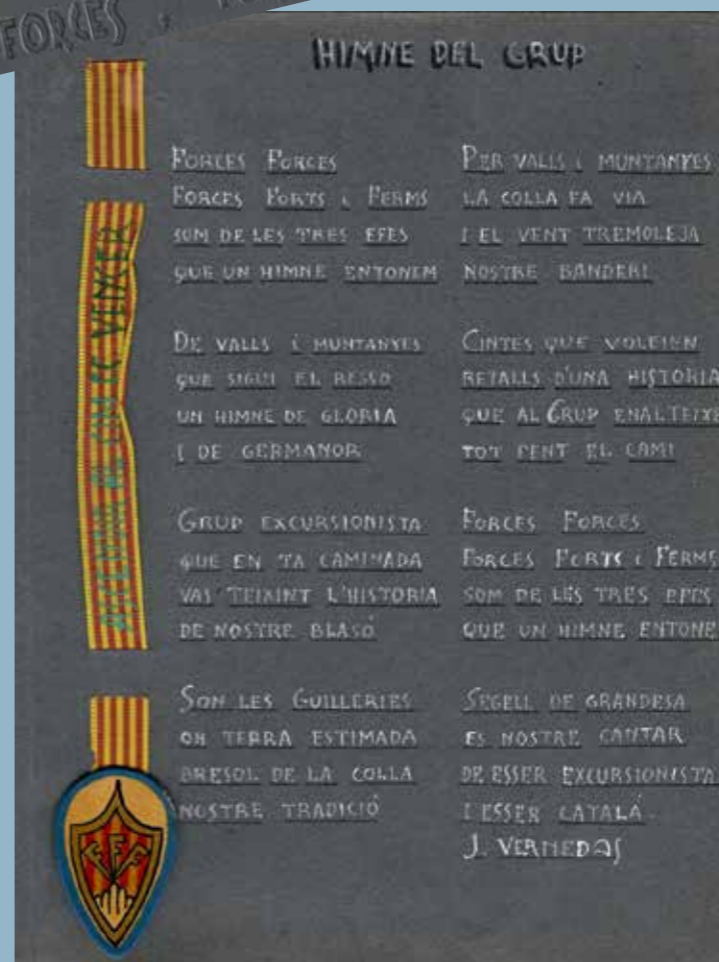 FORCES
HIMNE DEL GRUP
FORCES FORCES
FORCES FORTS i FERMS
SOM DE LES TRES EFES
QUE UN HIMNE ENTONEM
DE VALLS i MUNTANYES
QUE SIGUI EL RESSO
UN HIMNE DE GLORIA
I DE GERMANOR
GRUP EXCURSIONISTA
QUE EN TA CAMINADA
VAS TEIXINT L'HISTORIA
DE NOSTRE BLASÓ
SON LES GUILLERIES
OH TERRA ESTIMADA
BRESOL DE LA COLLA
NOSTRE TRADICIÓ
PER VALLS i MUNTANYES
LA COLLA FA VIA
I EL VENT TREMOLEJA
NOSTRE BANDERI
CINTES QUE VOLEIEN
RETALLS D'UNA HISTORIA
QUE AL GRUP ENALTEIXE
TOT FENT EL CAMI
FORCES FORCES
FORCES FORTS i FERMS
SOM DE LES TRES EFES
QUE UN HIMNE ENTONE
SEGELL DE GRANDESA
ES NOSTRE CANTAR
DE ESSER EXCURSIONISTA
I ESSER CATALÀ.
J. VERNEDAS
AL CIM ES VENCER